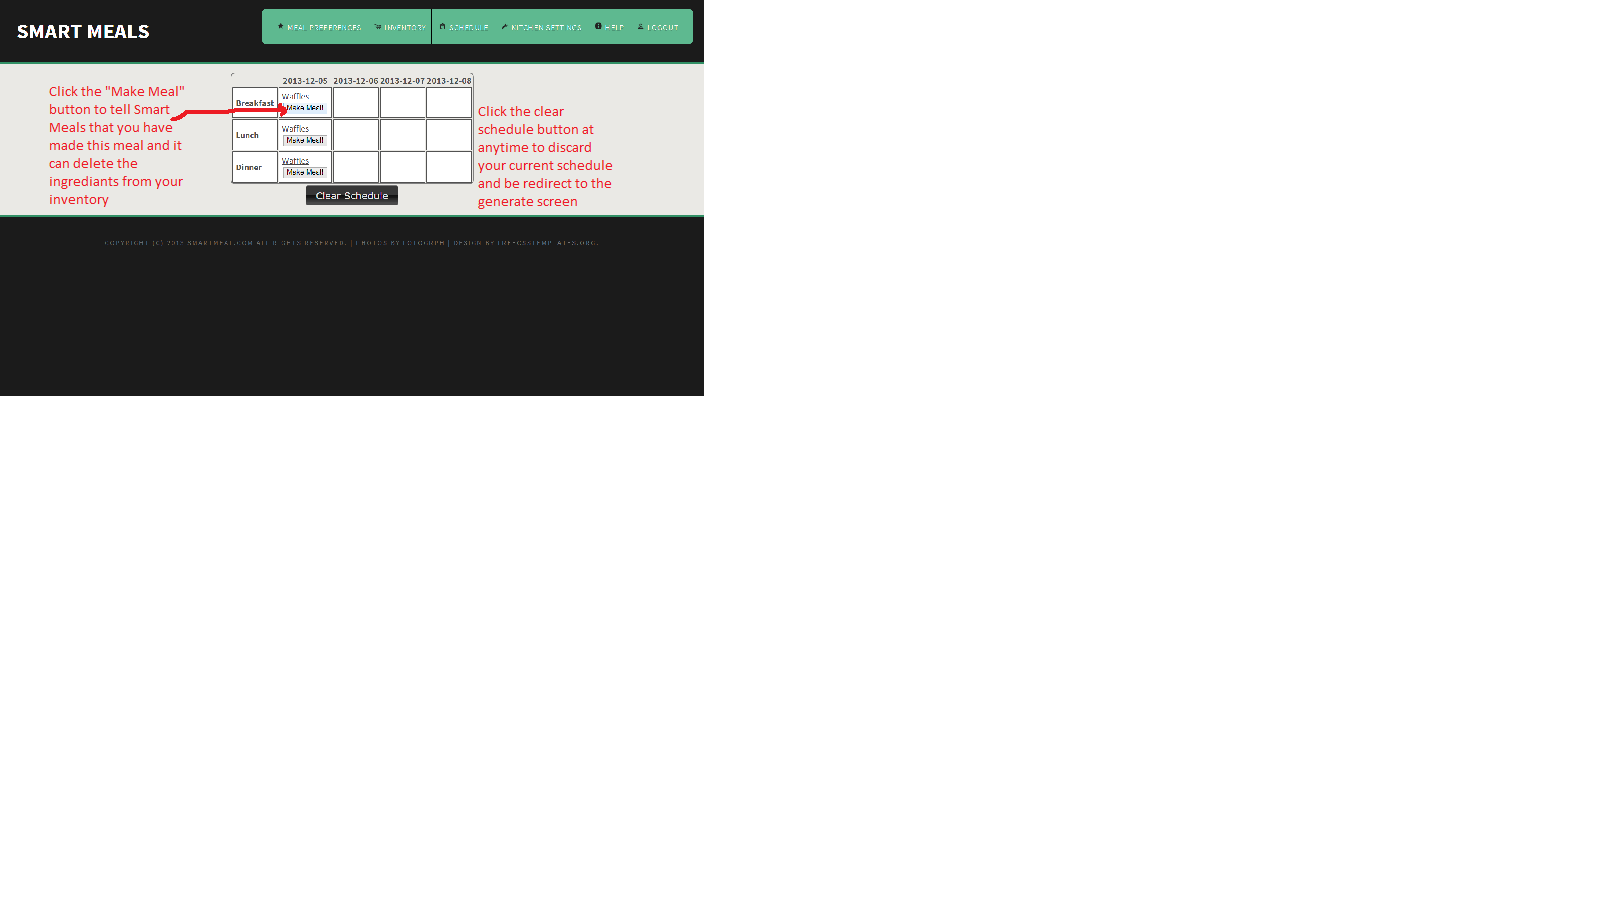 SMART MEALS
MEAL PREFERENCES INVENTORY SCHEDULE KITCHEN SETTINGS HELP LOGOUT
Click the "Make Meal"
button to tell Smart
Meals that you have
made this meal and it
can delete the
ingrediants from your
inventory
2013-12-05 2013-12-06 2013-12-07 2013-12-08
Breakfast
Waffles
Make Meal!
Lunch
Waffles
Make Meal!
Dinner
Waffles
Make Meal!
Clear Schedule
Click the clear
schedule button at
anytime to discard
your current schedule
and be redirect to the
generate screen
COPYRIGHT (C) SMARTMEAL.COM ALL RIGHTS RESERVED. | PHOTOS BY FOTOGRPH | DESIGN BY FREECSSTEMPLATES.ORG.